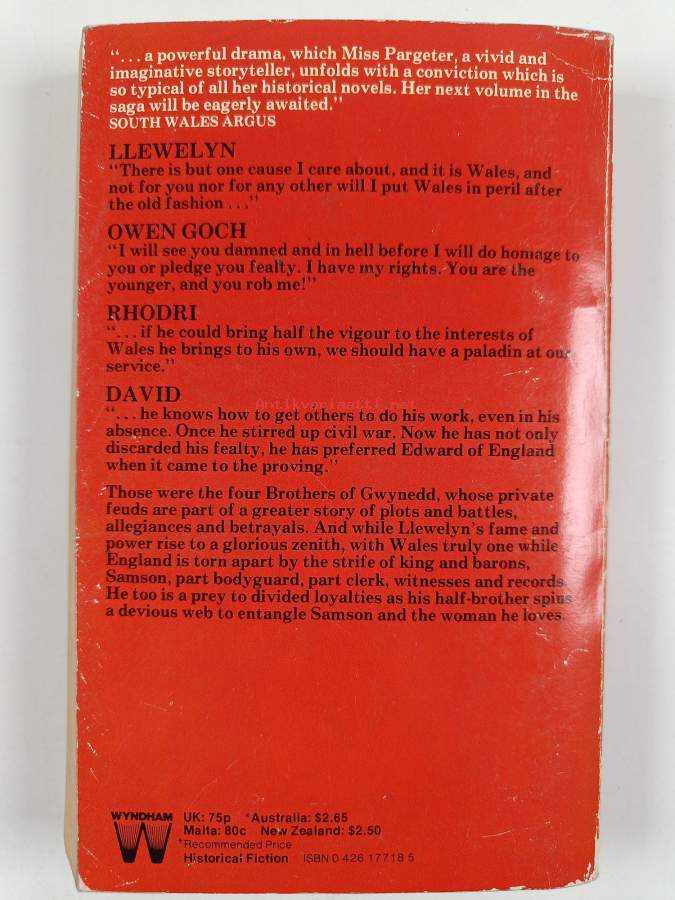 “... a powerful drama, which Miss Pargeter, a vivid and
imaginative storyteller, unfolds with a conviction which is
so typical of all her historical novels. Her next volume in the
saga will be eagerly awaited.”
SOUTH WALES ARGUS
LLEWELYN
“There is but one cause I care about, and it is Wales, and
not for you nor for any other will I put Wales in peril after
the old fashion ...”
OWEN GOCH
“I will see you damned and in hell before I will do homage to
you or pledge you fealty. I have my rights. You are the
younger, and you rob me!”
RHODRI
“... if he could bring half the vigour to the interests of
Wales he brings to his own, we should have a paladin at our
service.”
Antikvariaatti.net
DAVID
“... he knows how to get others to do his work, even in his
absence. Once he stirred up civil war. Now he has not only
discarded his fealty, he has preferred Edward of England
when it came to the proving.”
Those were the four Brothers of Gwynedd, whose private
feuds are part of a greater story of plots and battles,
allegiances and betrayals. And while Llewelyn’s fame and
power rise to a glorious zenith, with Wales truly one while
England is torn apart by the strife of king and barons,
Samson, part bodyguard, part clerk, witnesses and records.
He too is a prey to divided loyalties as his half-brother spins
a devious web to entangle Samson and the woman he loves.
WYNDHAM
UK: 75p *Australia: $2.65
Malta: 80c New Zealand: $2.50
*Recommended Price
Historical Fiction ISBN 0 426 17718 5